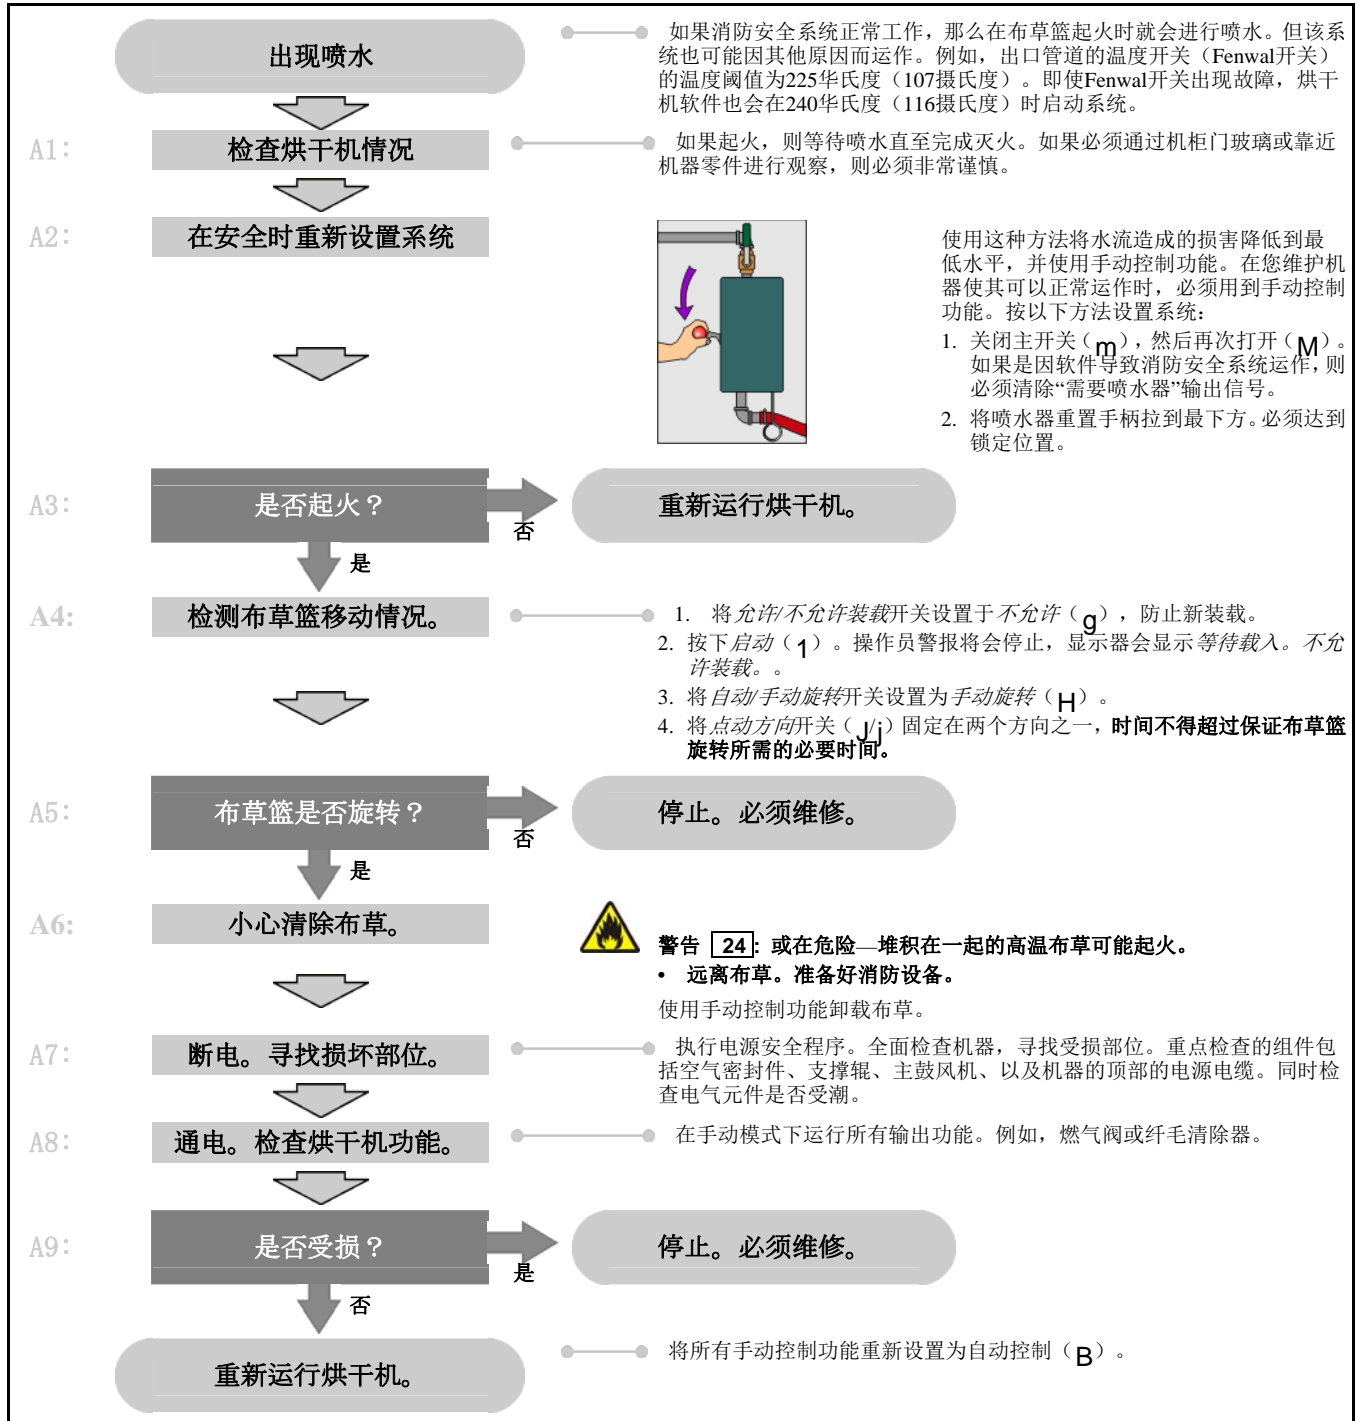 出现喷水
如果消防安全系统正常工作，那么在布草篮起火时就会进行喷水。但该系
统也可能因其他原因而运作。例如，出口管道的温度开关（Fenwal开关）
的温度阈值为225华氏度（107摄氏度）。即使Fenwal开关出现故障，烘干
机软件也会在240华氏度（116摄氏度）时启动系统。
A1:
检查烘干机情况
如果起火，则等待喷水直至完成灭火。如果必须通过机柜门玻璃或靠近
机器零件进行观察，则必须非常谨慎。
A2:
在安全时重新设置系统
使用这种方法将水流造成的损害降低到最
低水平，并使用手动控制功能。在您维护机
器使其可以正常运作时，必须用到手动控制
功能。按以下方法设置系统：
1. 关闭主开关（m），然后再次打开（M）。
如果是因软件导致消防安全系统运作，则
必须清除“需要喷水器”输出信号。
2. 将喷水器重置手柄拉到最下方。必须达到
锁定位置。
A3:
是否起火？
否
重新运行烘干机。
是
A4:
检测布草篮移动情况。
1. 将允许/不允许装载开关设置于不允许（g），防止新装载。
2. 按下启动（1）。操作员警报将会停止，显示器会显示等待载入。不允
许装载。。
3. 将自动/手动旋转开关设置为手动旋转（H）。
4. 将点动方向开关（J/j）固定在两个方向之一，时间不得超过保证布草篮
旋转所需的必要时间。
A5:
布草篮是否旋转？
否
停止。必须维修。
是
A6:
小心清除布草。
警告 24: 或在危险—堆积在一起的高温布草可能起火。
• 远离布草。准备好消防设备。
使用手动控制功能卸载布草。
A7:
断电。寻找损坏部位。
执行电源安全程序。全面检查机器，寻找受损部位。重点检查的组件包
括空气密封件、支撑辊、主鼓风机、以及机器的顶部的电源电缆。同时检
查电气元件是否受潮。
A8:
通电。检查烘干机功能。
在手动模式下运行所有输出功能。例如，燃气阀或纤毛清除器。
A9:
是否受损？
是
停止。必须维修。
否
重新运行烘干机。
将所有手动控制功能重新设置为自动控制（B）。